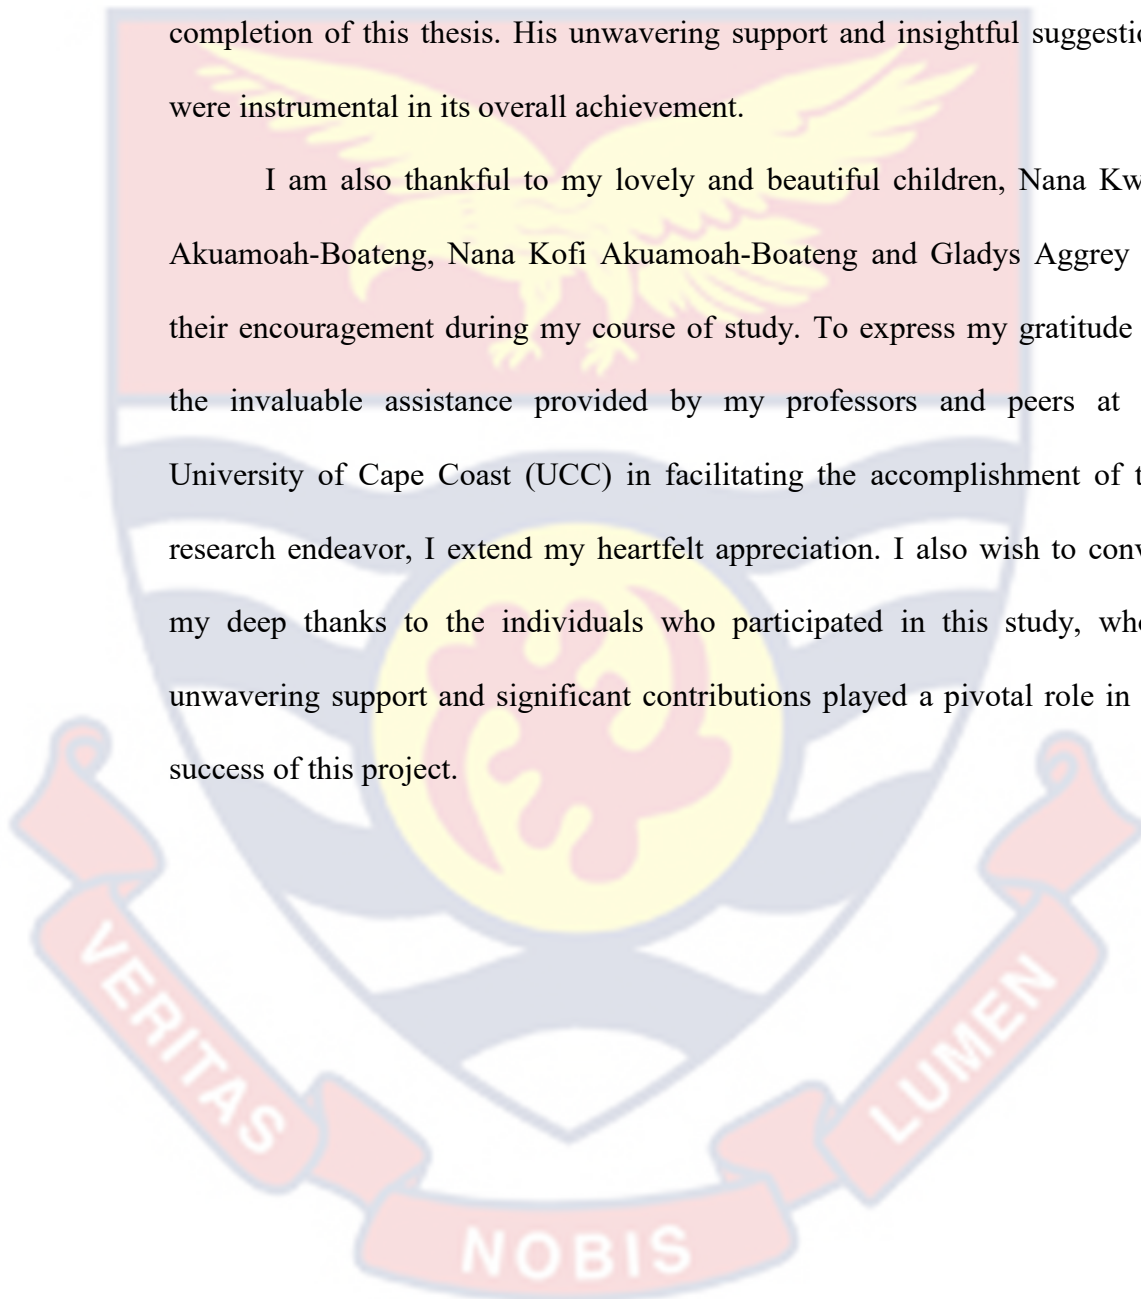 completion of this thesis. His unwavering support and insightful
were instrumental in its overall achievement.
I am also thankful to my lovely and beautiful children, Nana
Akuamoah-Boateng, Nana Kofi Akuamoah-Boateng and Gladys Aggrey
their encouragement during my course of study. To express my gratitude
the invaluable assistance provided by my professors and peers at
University of Cape Coast (UCC) in facilitating the accomplishment of
research endeavor, I extend my heartfelt appreciation. I also wish to
my deep thanks to the individuals who participated in this study,
unwavering support and significant contributions played a pivotal role in
success of this project.
VERITAS
NOBIS
LUMEN